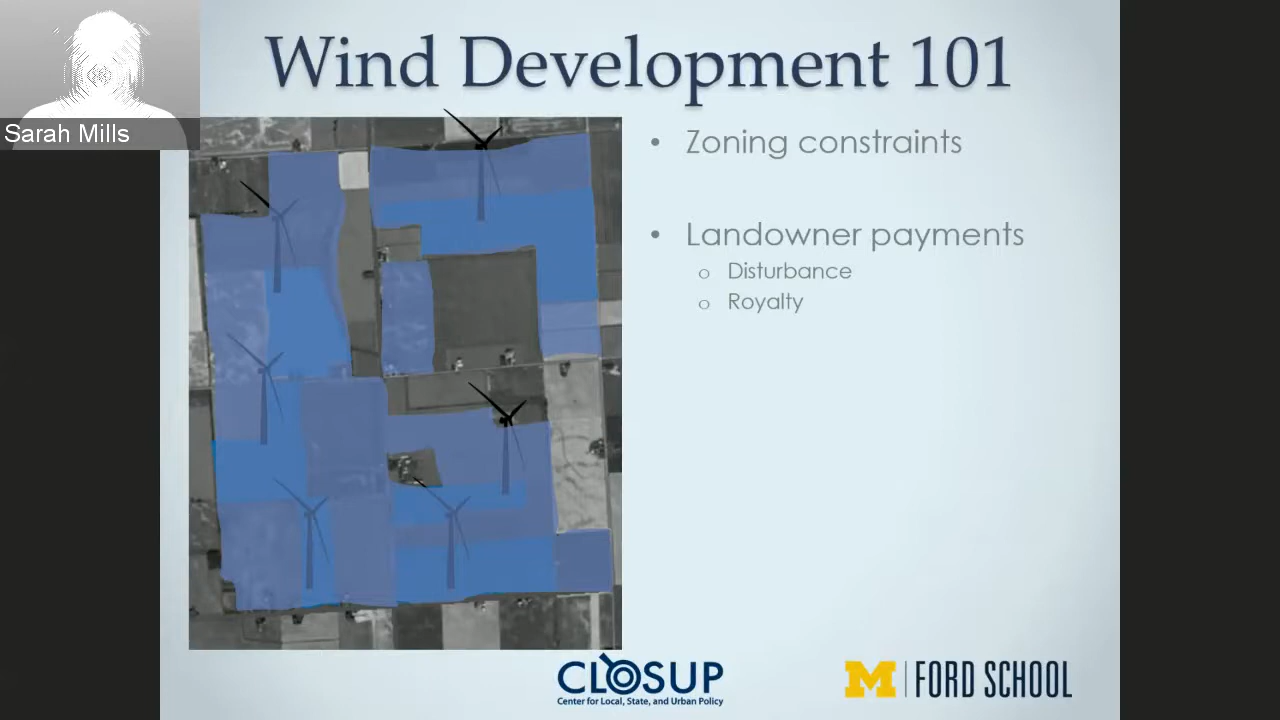 Wind Development 101
Sarah Mills
• Zoning constraints
• Landowner payments
o Disturbance
o Royalty
CLOSUP
Center for Local, State, and Urban Policy
M | FORD SCHOOL